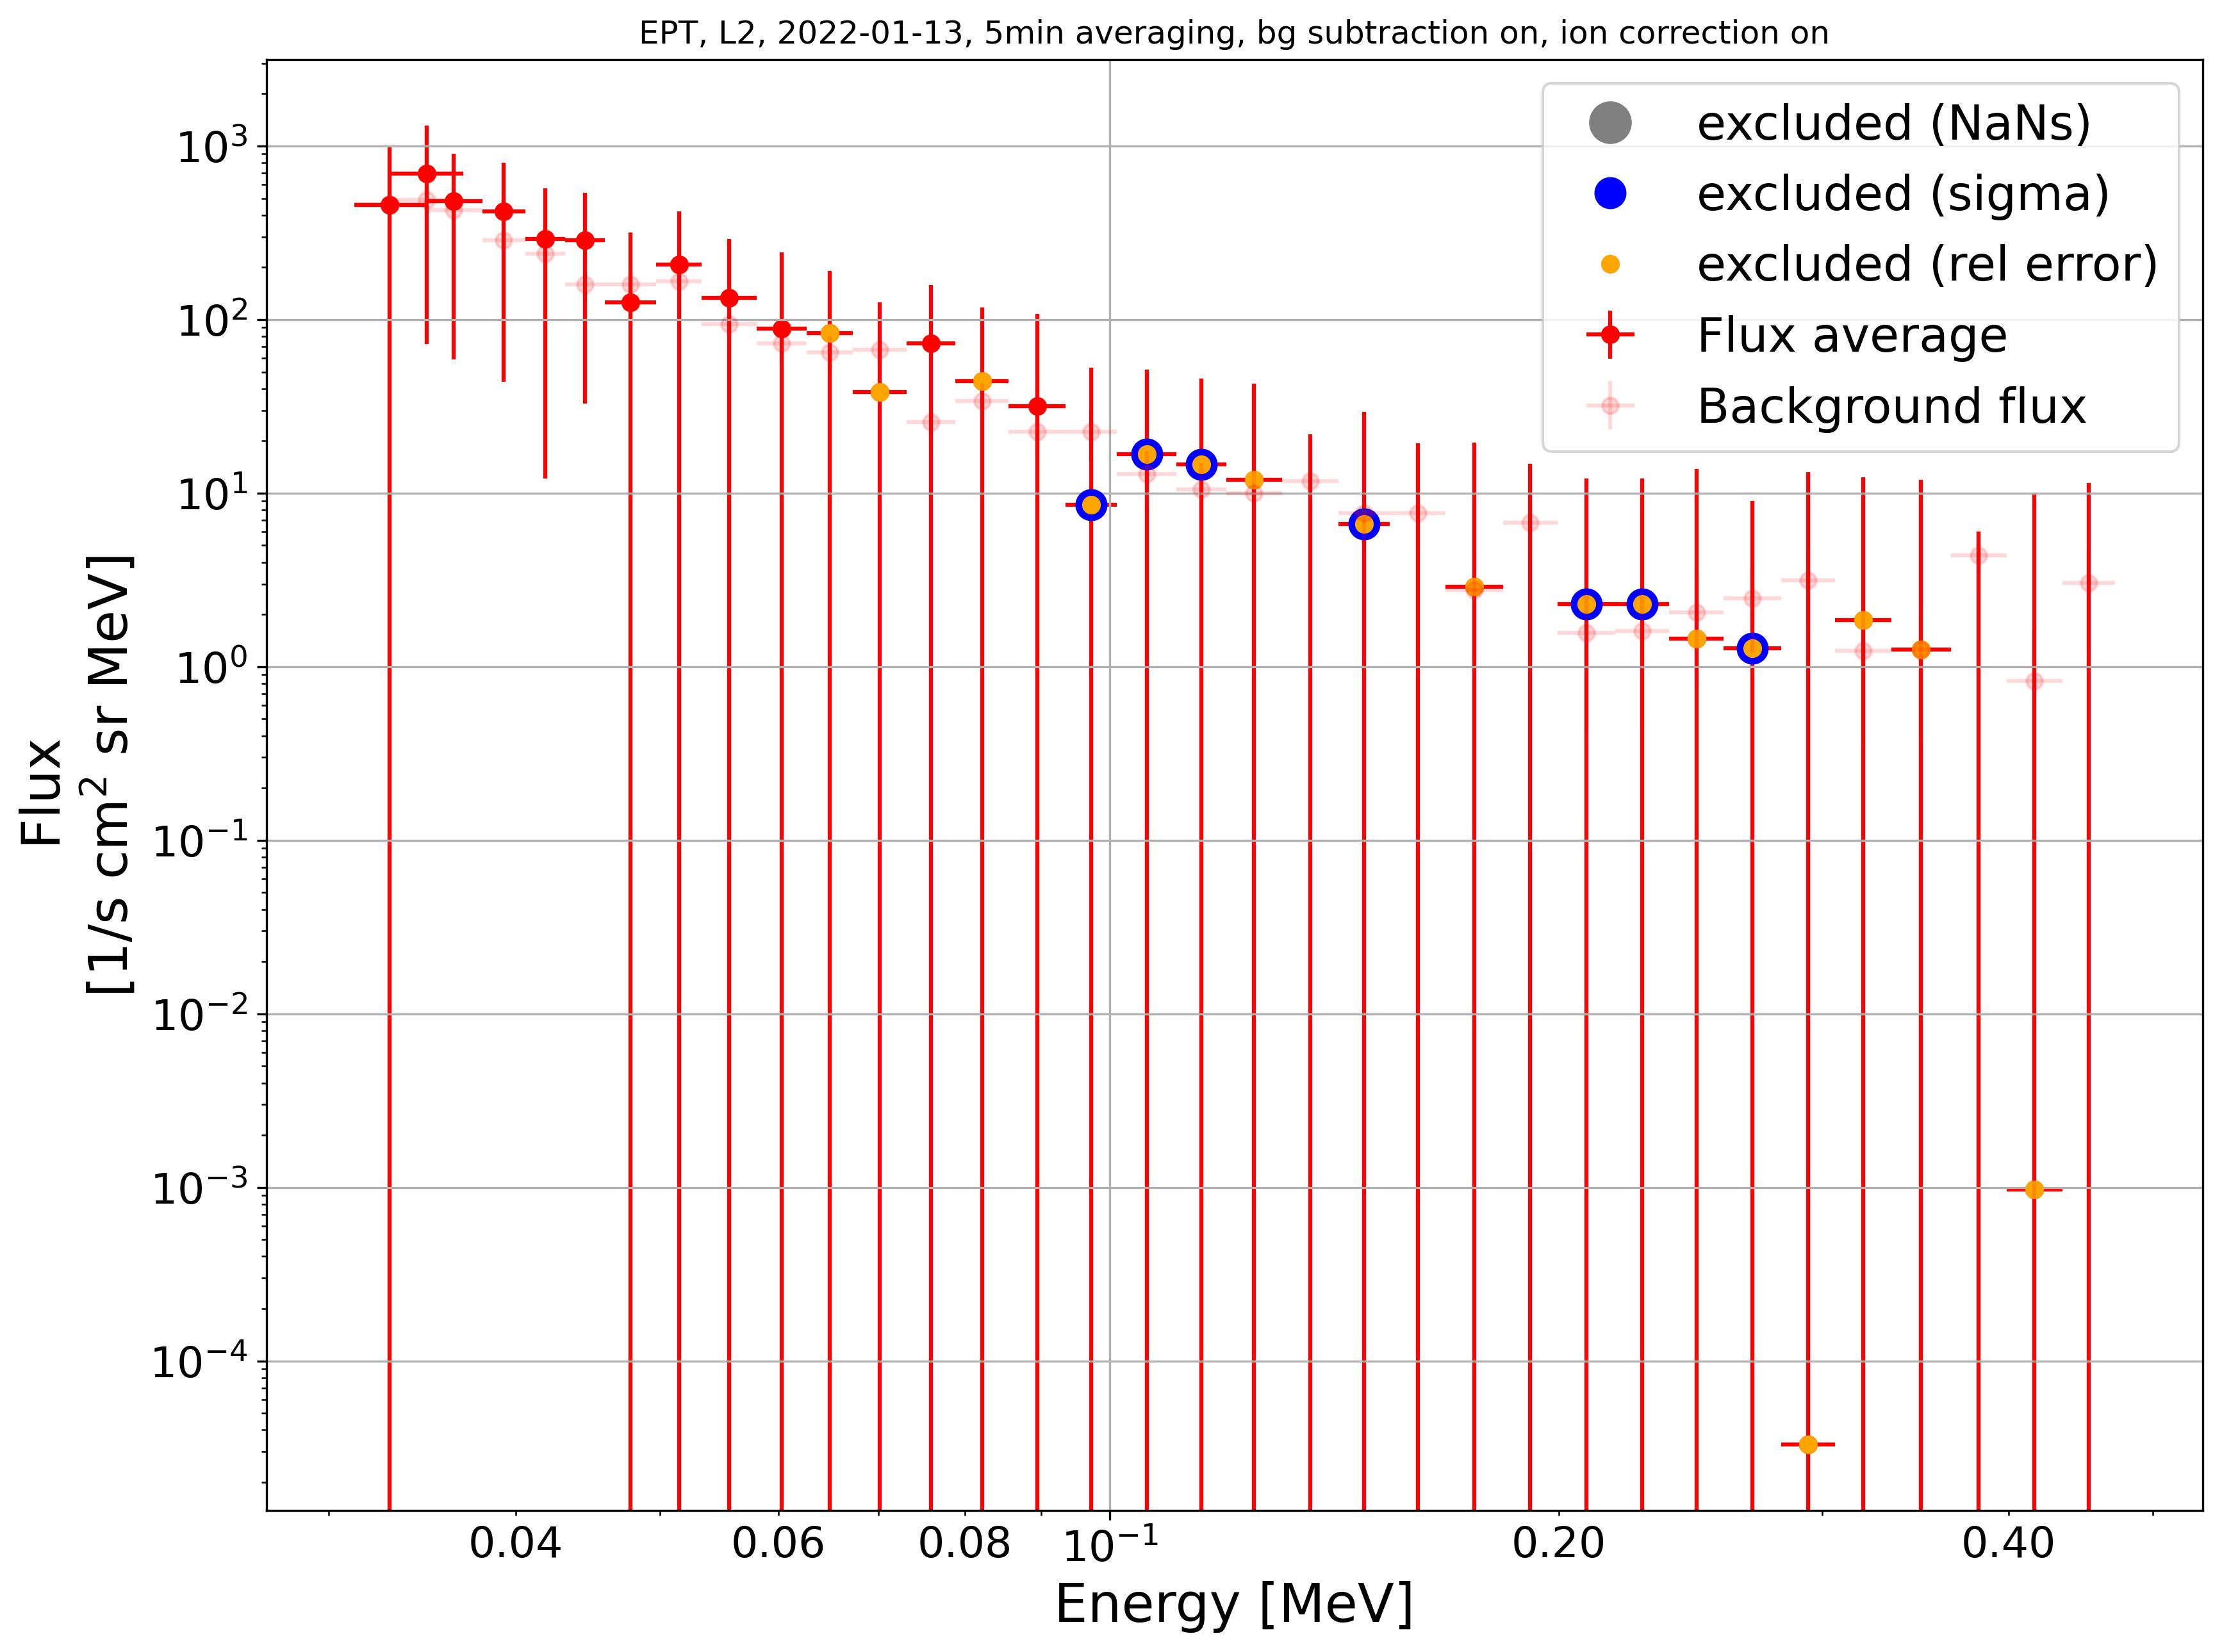 EPT, L2, 2022-01-13, 5min averaging, bg subtraction on, ion correction on
excluded (NaNs)
excluded (sigma)
excluded (rel error)
Flux average
Background flux
10³
10²
10¹
10⁰
10⁻¹
10⁻²
10⁻³
10⁻⁴
Flux
[1/s cm² sr MeV]
0.04 0.06 0.08 10⁻¹ 0.20 0.40
Energy [MeV]